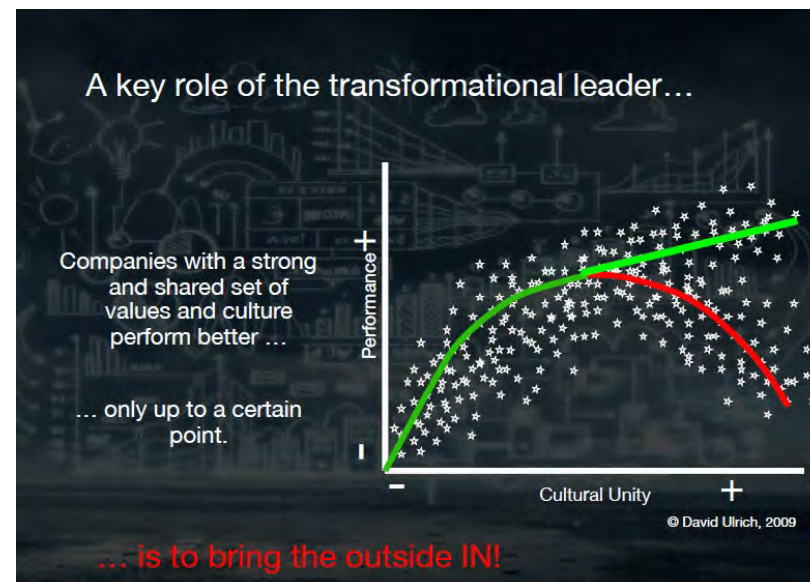 A key role of the transformational leader…
Companies with a strong
and shared set of
values and culture
perform better …
… only up to a certain
point.
Performance
+
-
-
Cultural Unity
+
© David Ulrich, 2009
… is to bring the outside IN!